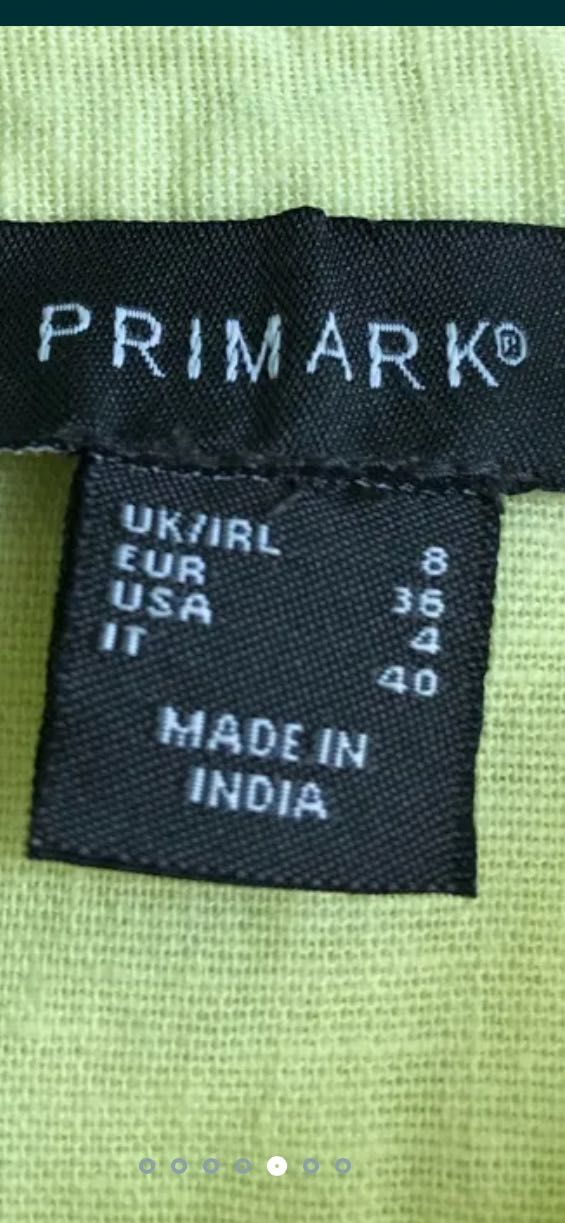 PRIMARK®
UK/IRL 8
EUR 36
USA 4
IT 40
MADE IN
INDIA